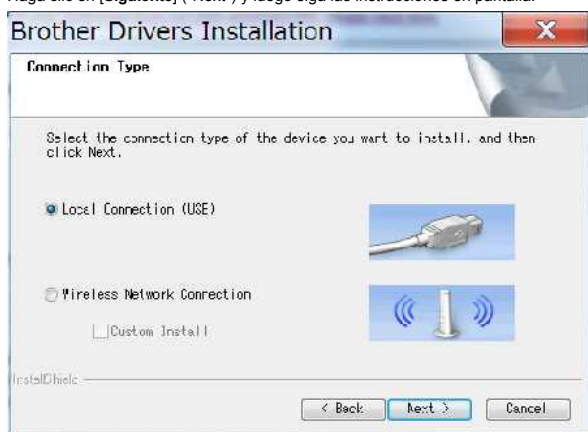 Haga clic en [Siguiente] ("Next") y luego siga las instrucciones en pantalla.
Brother Drivers Installation
Connection Type
Select the connection type of the device you want to install, and then
click Next.
Local Connection (USB)
Wireless Network Connection
Custom Install
InstallShield
< Back
Next >
Cancel